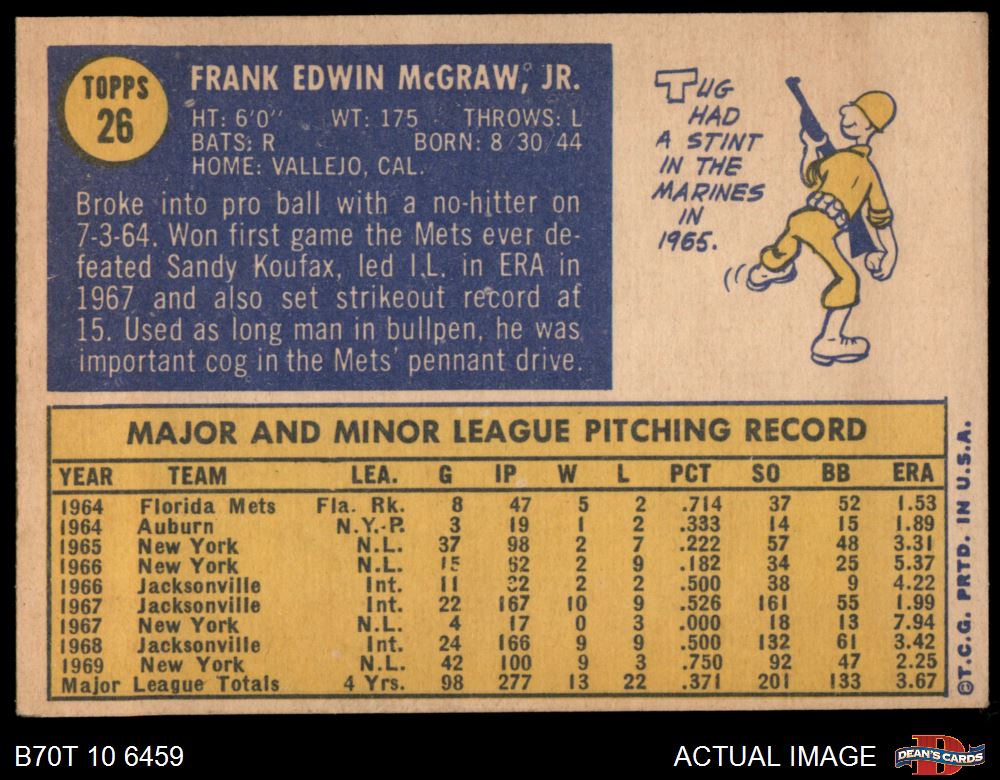 TOPPS
26
FRANK EDWIN McGRAW, JR.
HT: 6'0" WT: 175 THROWS: L
BATS: R BORN: 8/30/44
HOME: VALLEJO, CAL.
Broke into pro ball with a no-hitter on
7-3-64. Won first game the Mets ever de-
feated Sandy Koufax, led I.L. in ERA in
1967 and also set strikeout record at
15. Used as long man in bullpen, he was
important cog in the Mets' pennant drive.
TUG
HAD
A STINT
IN THE
MARINES
IN
1965.
MAJOR AND MINOR LEAGUE PITCHING RECORD
YEAR TEAM LEA. G IP W L PCT SO BB ERA
1964 Florida Mets Fla. Rk. 8 47 5 2 .714 37 52 1.53
1964 Auburn N.Y.-P. 3 19 1 2 .333 14 15 1.89
1965 New York N.L. 37 98 2 7 .222 57 48 3.31
1966 New York N.L. 15 62 2 9 .182 34 25 5.37
1966 Jacksonville Int. 11 32 2 2 .500 38 9 4.22
1967 Jacksonville Int. 22 167 10 9 .526 161 55 1.99
1967 New York N.L. 4 17 0 3 .000 18 13 7.94
1968 Jacksonville Int. 24 166 9 9 .500 132 61 3.42
1969 New York N.L. 42 100 9 3 .750 92 47 2.25
Major League Totals 4 Yrs. 98 277 13 22 .371 201 133 3.67
©T.C.G. PRTD. IN U.S.A.
B70T 10 6459
ACTUAL IMAGE
DEAN'S CARDS